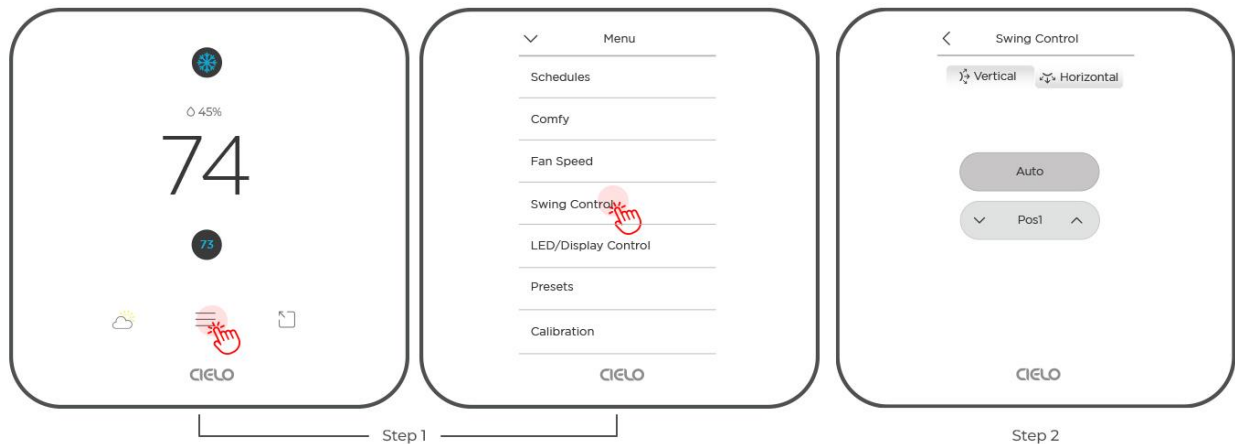 45%
74
73
CIELO
Menu
Schedules
Comfy
Fan Speed
Swing Control
LED/Display Control
Presets
Calibration
CIELO
Step 1
Swing Control
Vertical Horizontal
Auto
Pos1
CIELO
Step 2